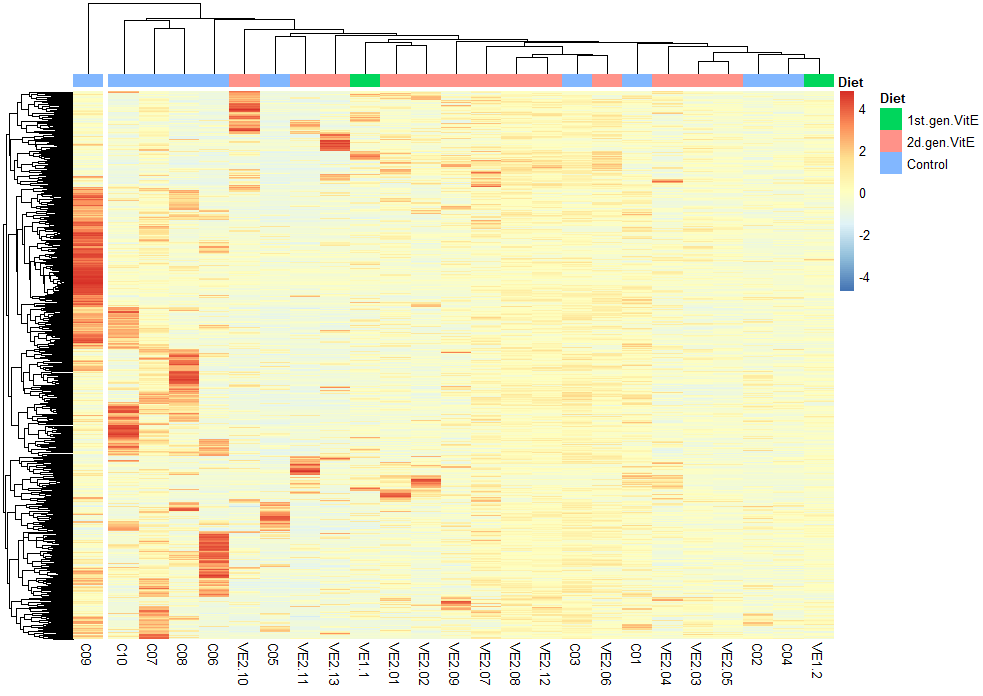 Diet
4
2
0
-2
-4
Diet
1st.gen.VitE
2d.gen.VitE
Control
C09
C10
C07
C08
C06
VE2.10
C05
VE2.11
VE2.13
VE1.1
VE2.01
VE2.02
VE2.09
VE2.07
VE2.08
VE2.12
C03
VE2.06
C01
VE2.04
VE2.03
VE2.05
C02
C04
VE1.2